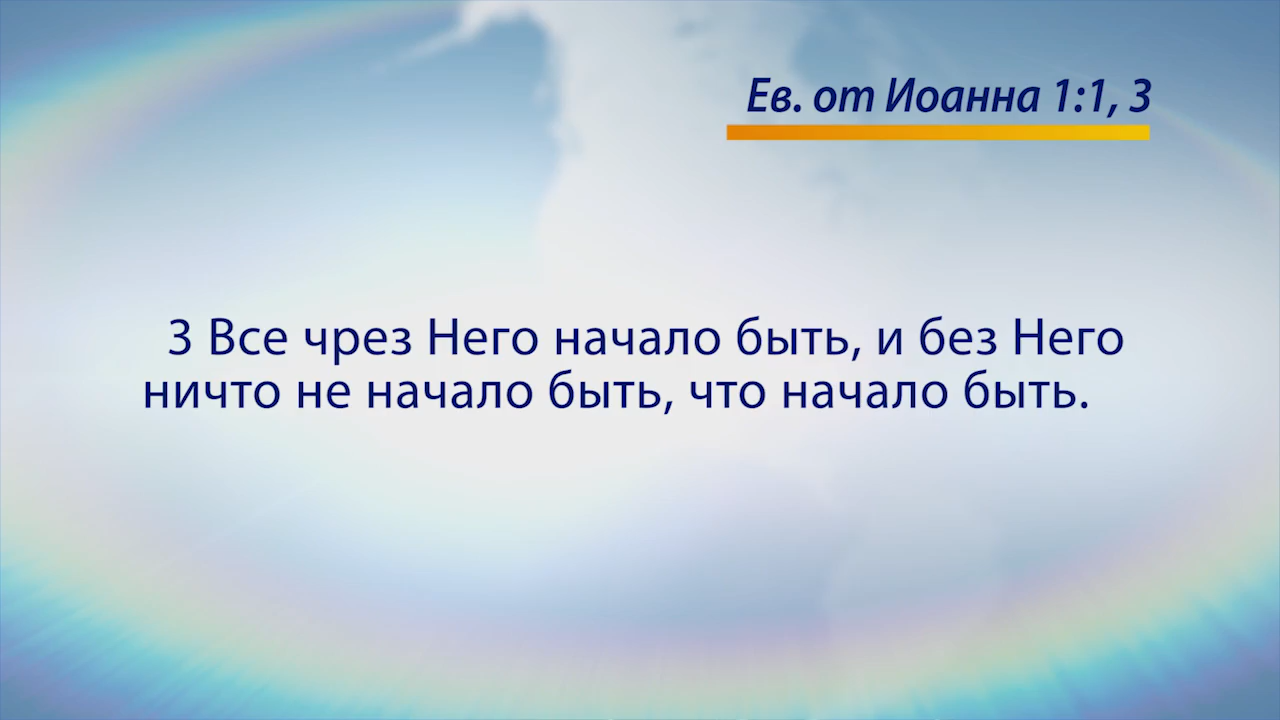 Ев. от Иоанна 1:1, 3
3 Все чрез Него начало быть, и без Него
ничто не начало быть, что начало быть.